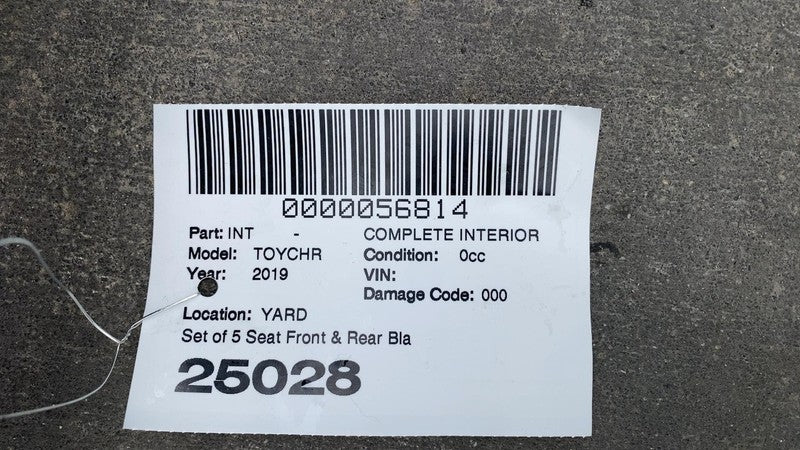 0000056814
Part: INT - COMPLETE INTERIOR
Model: TOYCHR Condition: 0cc
Year: 2019 VIN:
Damage Code: 000
Location: YARD
Set of 5 Seat Front & Rear Bla
25028